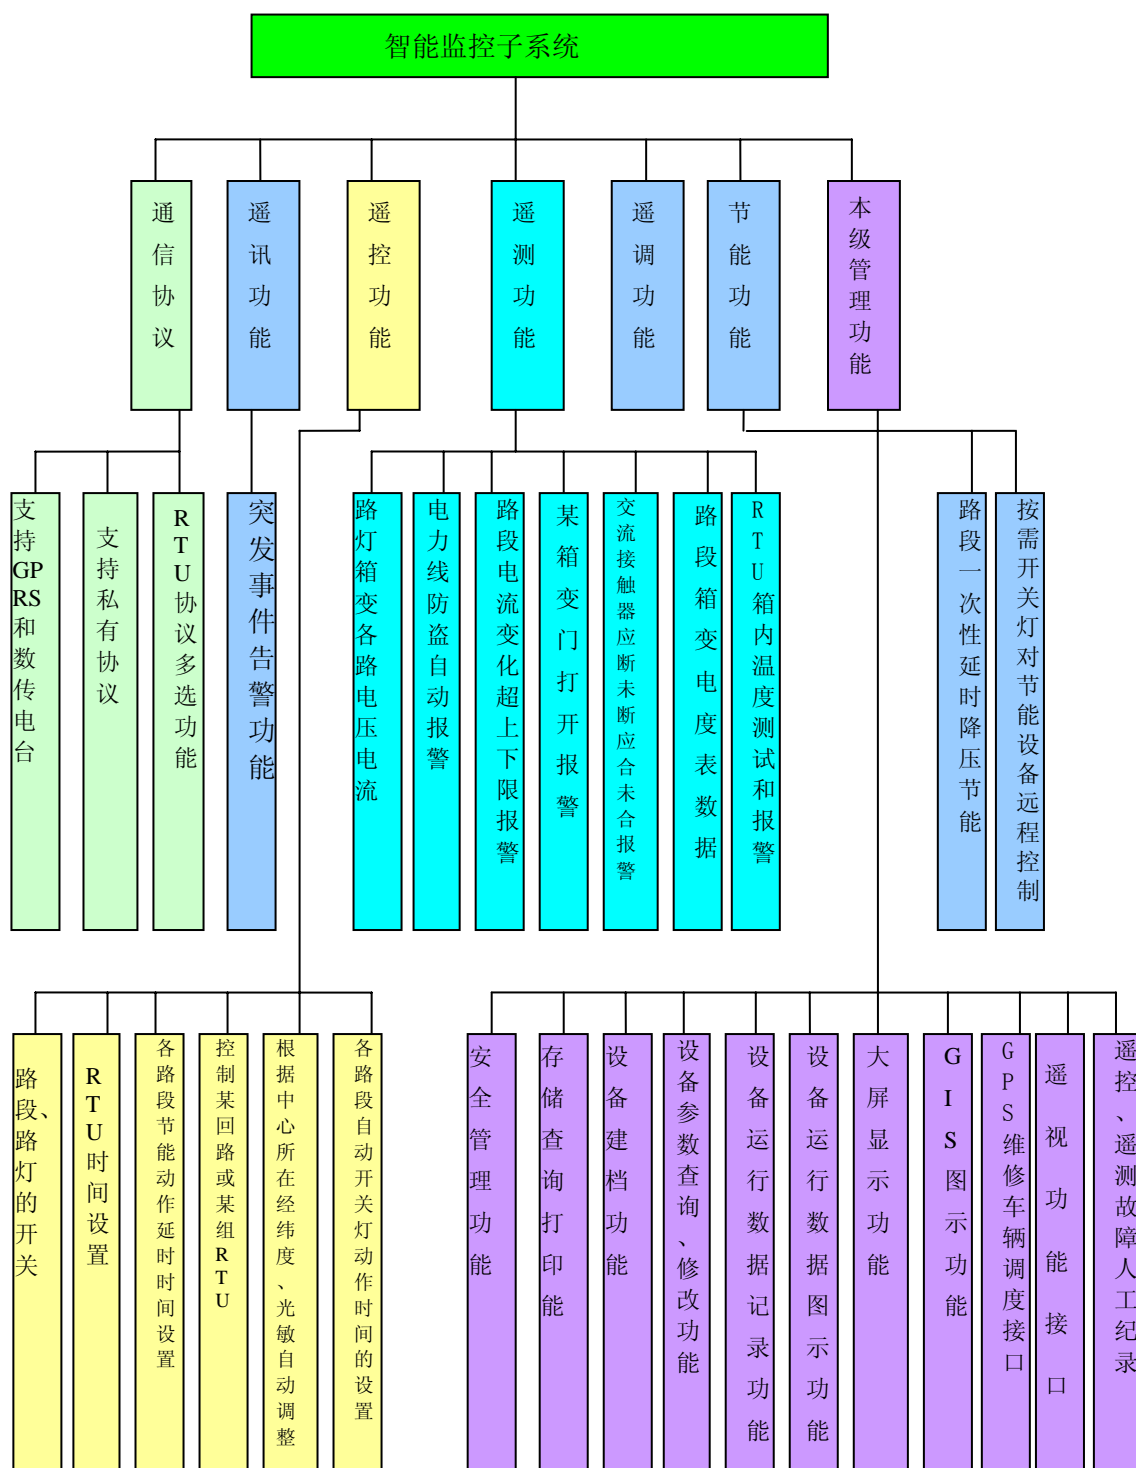 智能监控子系统
通信协议
遥讯功能
遥控功能
遥测功能
遥调功能
节能功能
本级管理功能
支持GPRS和数传电台
支持私有协议
RTU协议多选功能
突发事件告警功能
路灯箱变各路电压电流
电力线防盗自动报警
路段电流变化超上下限报警
某箱变门打开报警
交流接触器应断未断应合未合报警
路段箱变电度表数据
RTU箱内温度测试和报警
路段一次性延时降压节能
按需开关灯对节能设备远程控制
路段、路灯的开关
RTU时间设置
各路段节能动作延时时间设置
控制某回路或某组RTU
根据中心所在经纬度、光敏自动调整
各路段自动开关灯动作时间的设置
安全管理功能
存储查询打印能
设备建档功能
设备参数查询、修改功能
设备运行数据记录功能
设备运行数据图示功能
大屏显示功能
GIS图示功能
GPS维修车辆调度接口
遥视功能接口
遥控、遥测故障人工纪录